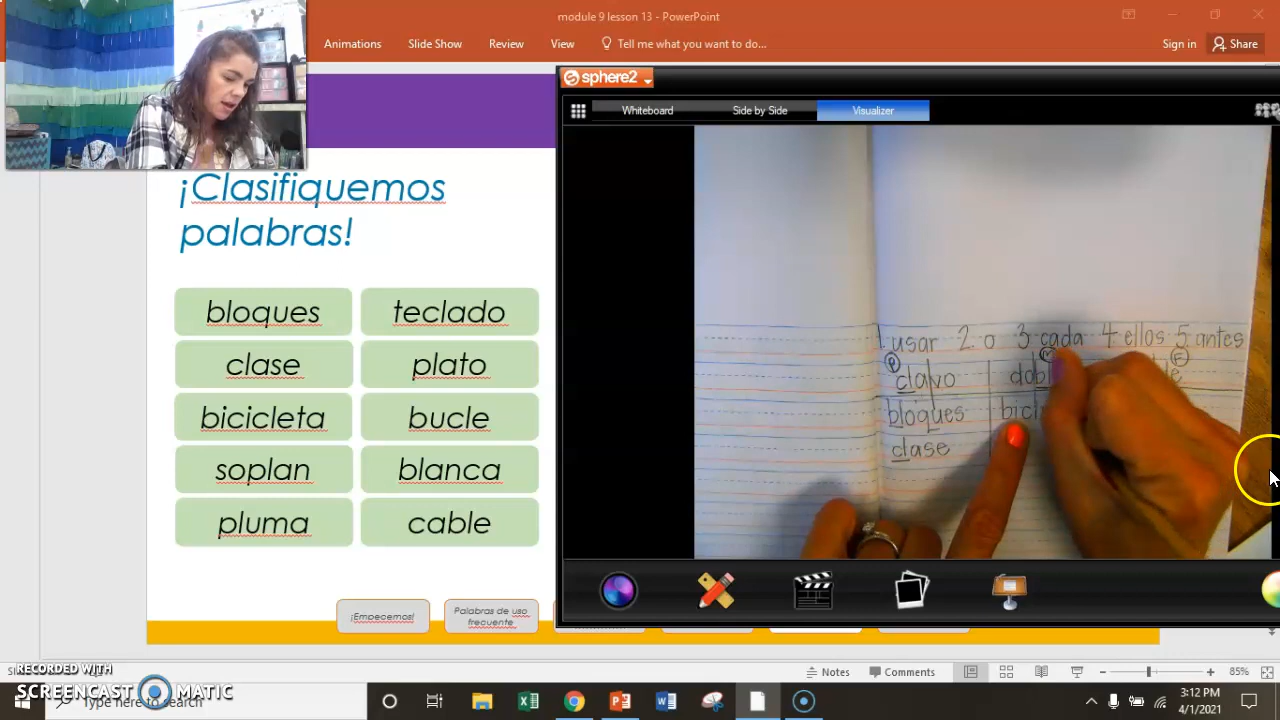 module 9 lesson 13 - PowerPoint
Animations Slide Show Review View Tell me what you want to do... Sign in Share
sphere2
Whiteboard Side by Side Visualizer
¡Clasifiquemos
palabras!
bloques teclado
clase plato
bicicleta bucle
soplan blanca
pluma cable
1. usar 2. o 3 cada 4 ellos 5 antes
P F
clavo
bloques
clase
¡Empecemos!
Palabras de uso
frecuente
Notes Comments 85%
RECORDED WITH
SCREENCAST MATIC
Type here to search
3:12 PM
4/1/2021